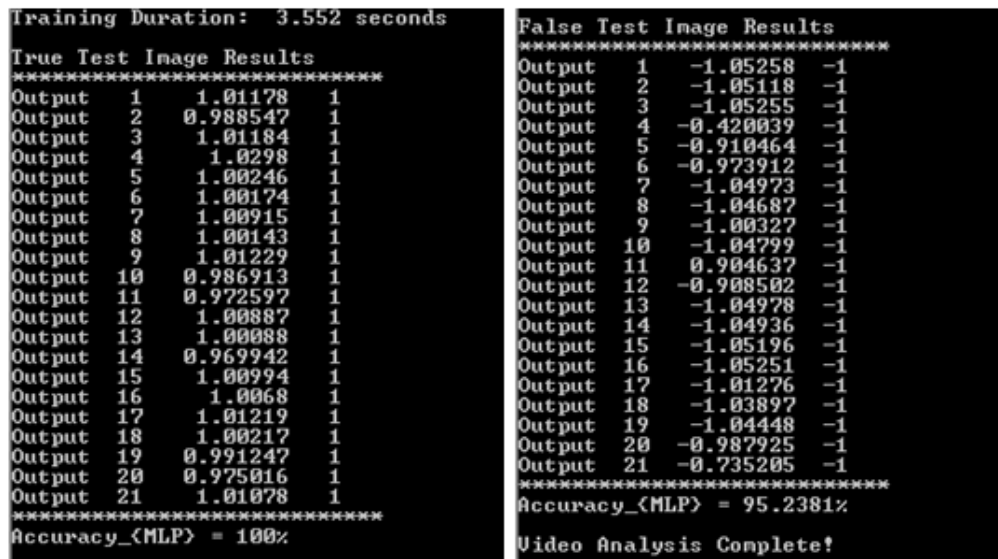 Training Duration:  3.552 seconds
True Test Image Results
*****************************
Output 1 1.01178 1
Output 2 0.988547 1
Output 3 1.01184 1
Output 4 1.0298 1
Output 5 1.00246 1
Output 6 1.00174 1
Output 7 1.00915 1
Output 8 1.00143 1
Output 9 1.01229 1
Output 10 0.986913 1
Output 11 0.972597 1
Output 12 1.00887 1
Output 13 1.00088 1
Output 14 0.969942 1
Output 15 1.00994 1
Output 16 1.0068 1
Output 17 1.01219 1
Output 18 1.00217 1
Output 19 0.991247 1
Output 20 0.975016 1
Output 21 1.01078 1
*****************************
Accuracy_{MLP} = 100%
False Test Image Results
*****************************
Output 1 -1.05258 -1
Output 2 -1.05118 -1
Output 3 -1.05255 -1
Output 4 -0.420039 -1
Output 5 -0.910464 -1
Output 6 -0.973912 -1
Output 7 -1.04973 -1
Output 8 -1.04687 -1
Output 9 -1.00327 -1
Output 10 -1.04799 -1
Output 11 0.904637 -1
Output 12 -0.908502 -1
Output 13 -1.04978 -1
Output 14 -1.04936 -1
Output 15 -1.05196 -1
Output 16 -1.05251 -1
Output 17 -1.01276 -1
Output 18 -1.03897 -1
Output 19 -1.04448 -1
Output 20 -0.987925 -1
Output 21 -0.735205 -1
*****************************
Accuracy_{MLP} = 95.2381%
Video Analysis Complete!